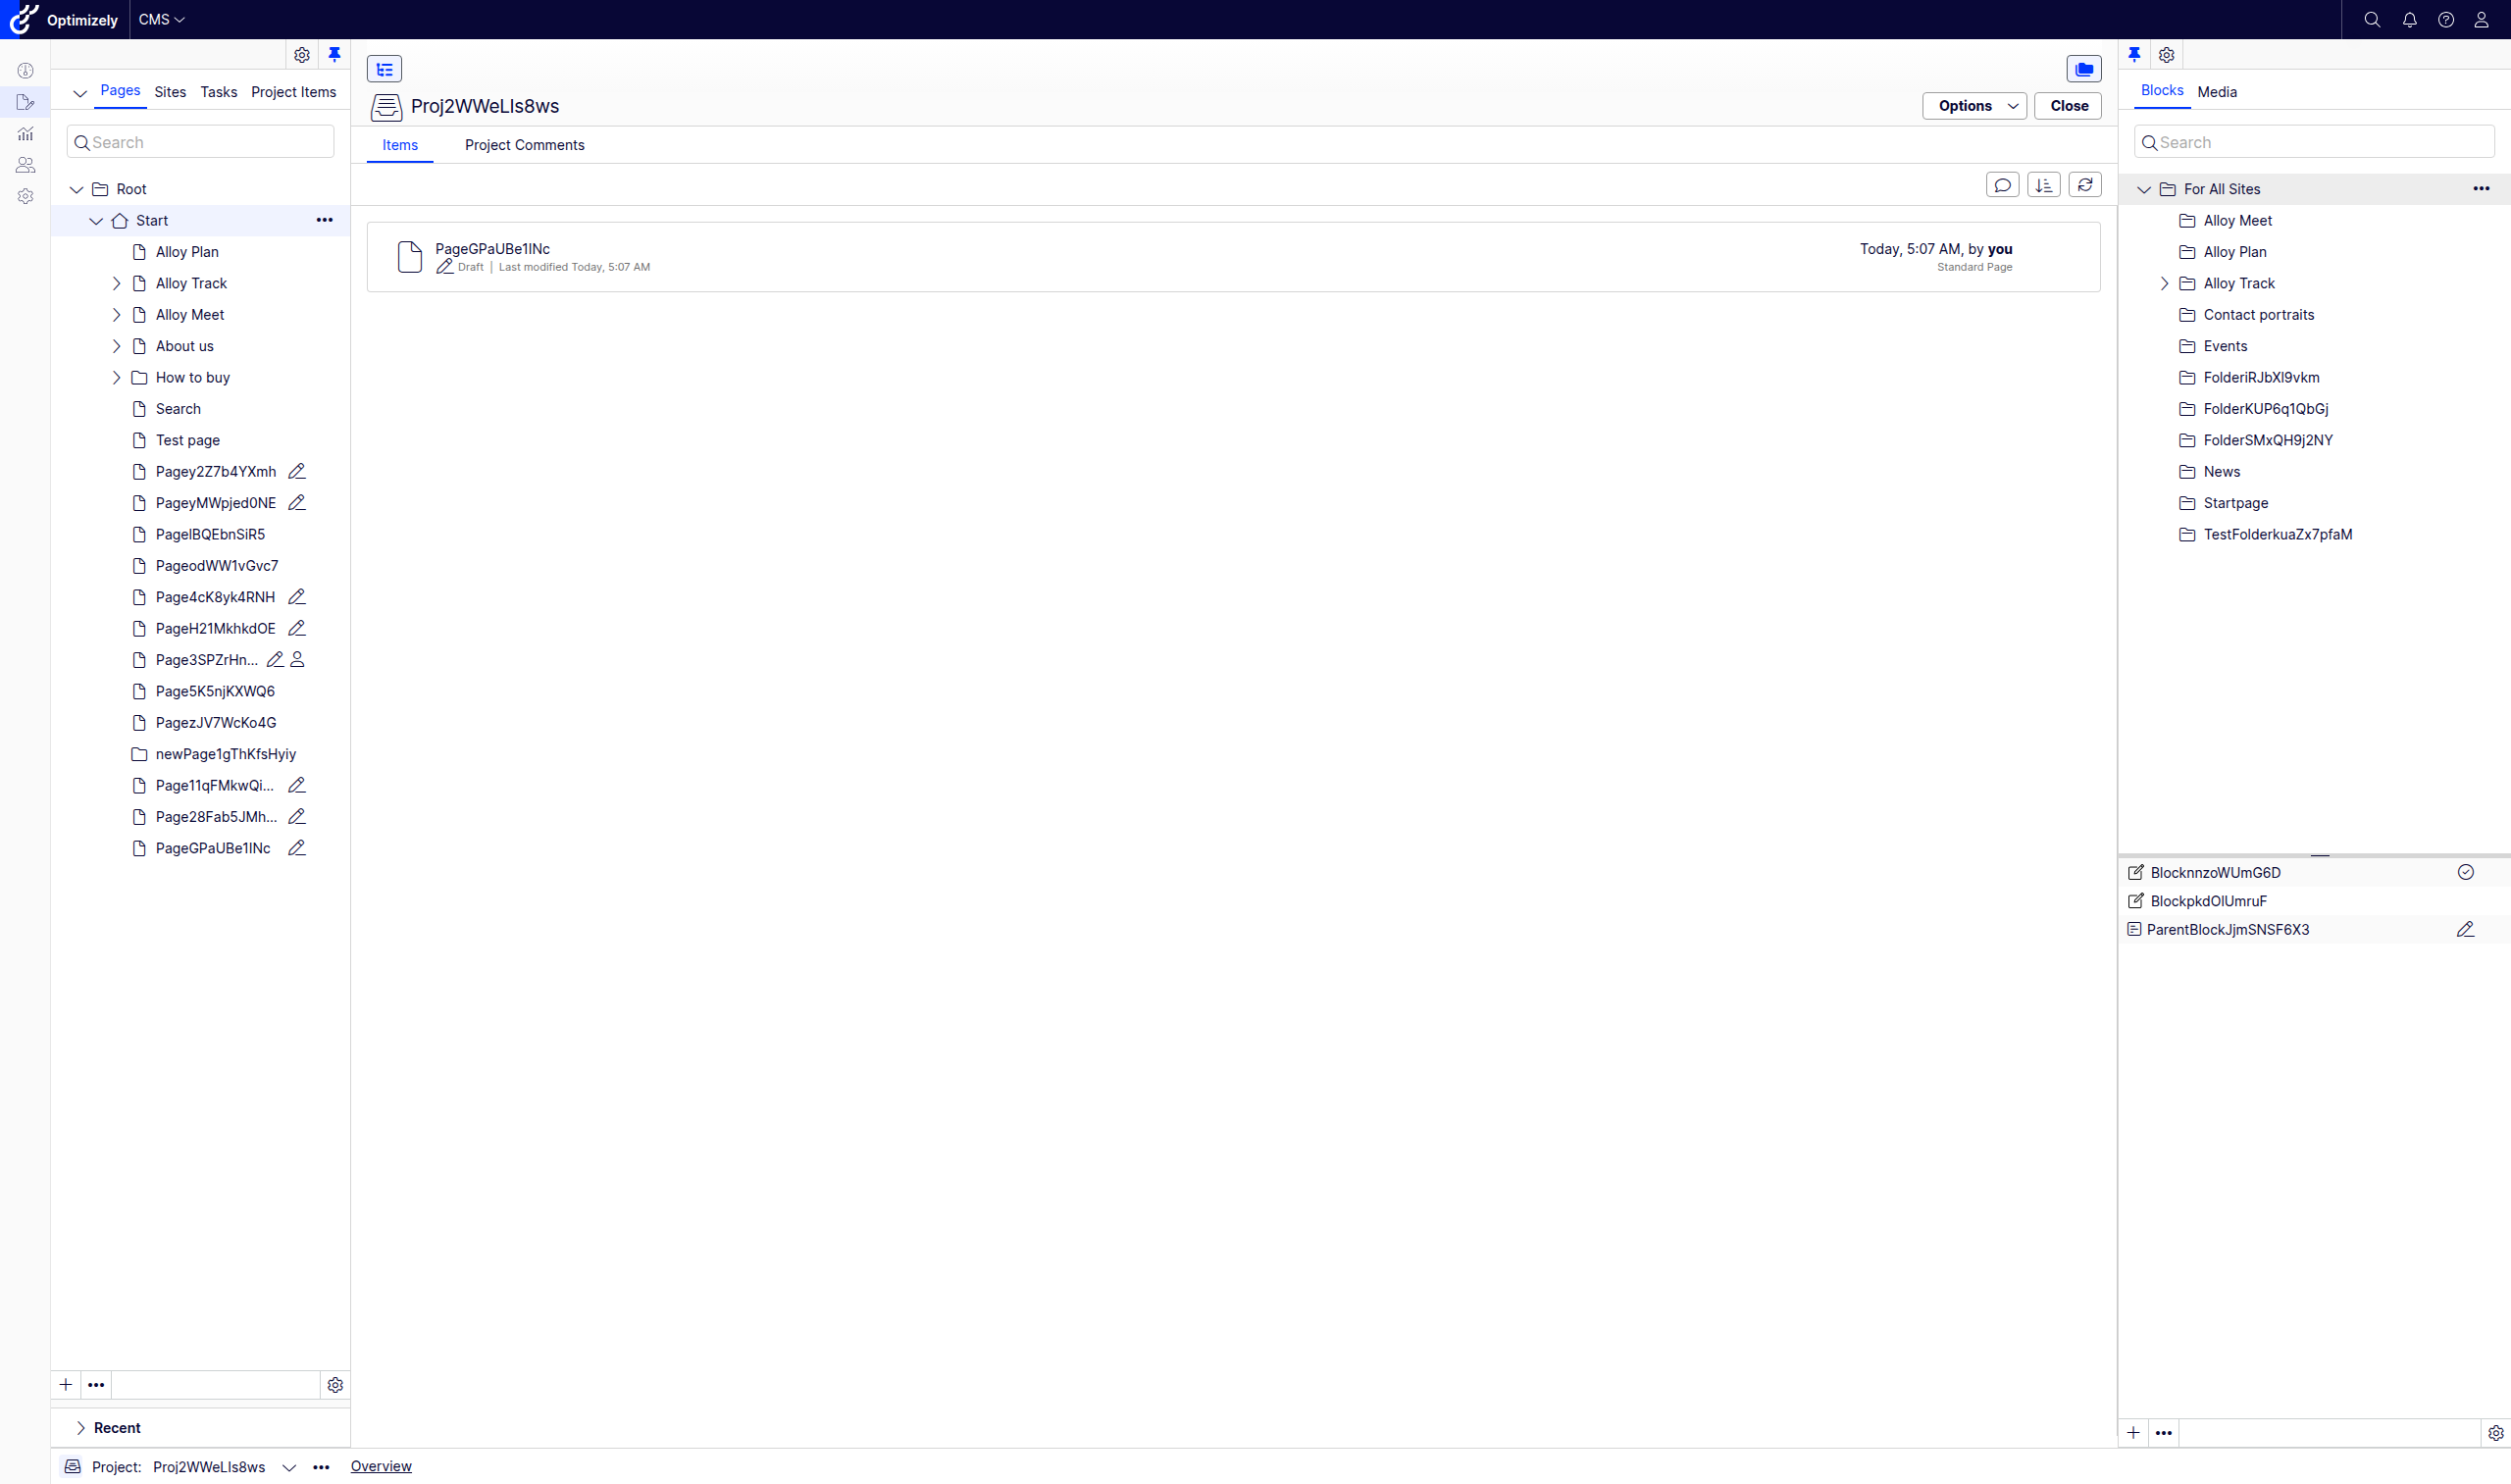 Optimizely
CMS
Pages
Sites
Tasks
Project Items
Search
Root
Start
Alloy Plan
Alloy Track
Alloy Meet
About us
How to buy
Search
Test page
Pagey2Z7b4YXmh
PageyMWpjed0NE
PagelBQEbnSiR5
PageodWW1vGvc7
Page4cK8yk4RNH
PageH21MkhkdOE
Page3SPZrHn...
Page5K5njKXWQ6
PagezJV7WcKo4G
newPage1gThKfsHyiy
Page11qFMkwQi...
Page28Fab5JMh...
PageGPaUBe1INc
Recent
Project: Proj2WWeLIs8ws
Overview
Proj2WWeLIs8ws
Options
Close
Items
Project Comments
PageGPaUBe1INc
Draft | Last modified Today, 5:07 AM
Today, 5:07 AM, by you
Standard Page
Blocks
Media
Search
For All Sites
Alloy Meet
Alloy Plan
Alloy Track
Contact portraits
Events
FolderiRJbXl9vkm
FolderKUP6q1QbGj
FolderSMxQH9j2NY
News
Startpage
TestFolderkuaZx7pfaM
BlocknnzoWUmG6D
BlockpkdOlUmruF
ParentBlockJjmSNSF6X3